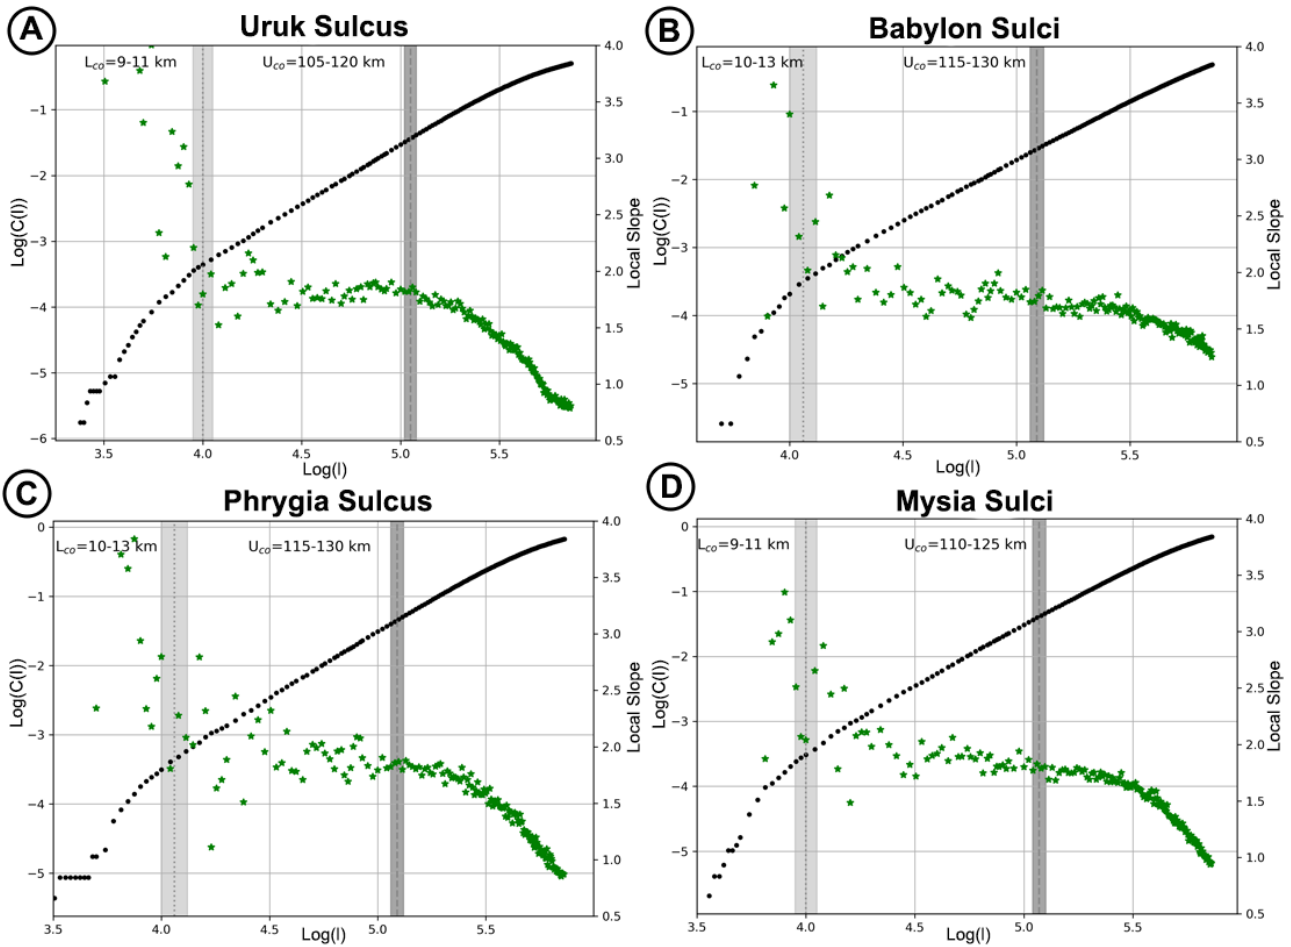 A
Uruk Sulcus
L_co=9-11 km
U_co=105-120 km
Log(C(l))
−1
−2
−3
−4
−5
−6
4.0
3.5
3.0
2.5
2.0
1.5
1.0
0.5
Local Slope
3.5 4.0 4.5 5.0 5.5
Log(l)
B
Babylon Sulci
L_co=10-13 km
U_co=115-130 km
Log(C(l))
−1
−2
−3
−4
−5
4.0
3.5
3.0
2.5
2.0
1.5
1.0
0.5
Local Slope
4.0 4.5 5.0 5.5
Log(l)
C
Phrygia Sulcus
L_co=10-13 km
U_co=115-130 km
Log(C(l))
0
−1
−2
−3
−4
−5
4.0
3.5
3.0
2.5
2.0
1.5
1.0
0.5
Local Slope
3.5 4.0 4.5 5.0 5.5
Log(l)
D
Mysia Sulci
L_co=9-11 km
U_co=110-125 km
Log(C(l))
0
−1
−2
−3
−4
−5
4.0
3.5
3.0
2.5
2.0
1.5
1.0
0.5
Local Slope
3.5 4.0 4.5 5.0 5.5
Log(l)